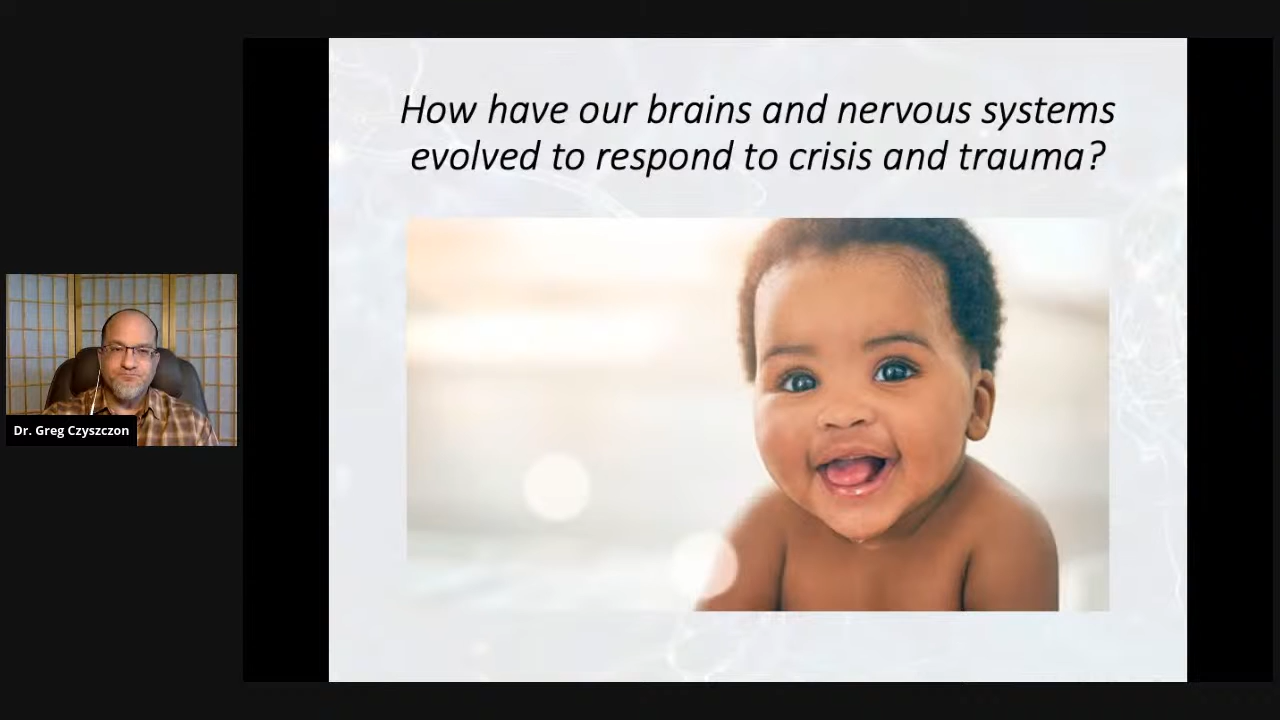 How have our brains and nervous systems
evolved to respond to crisis and trauma?
Dr. Greg Czyszczon